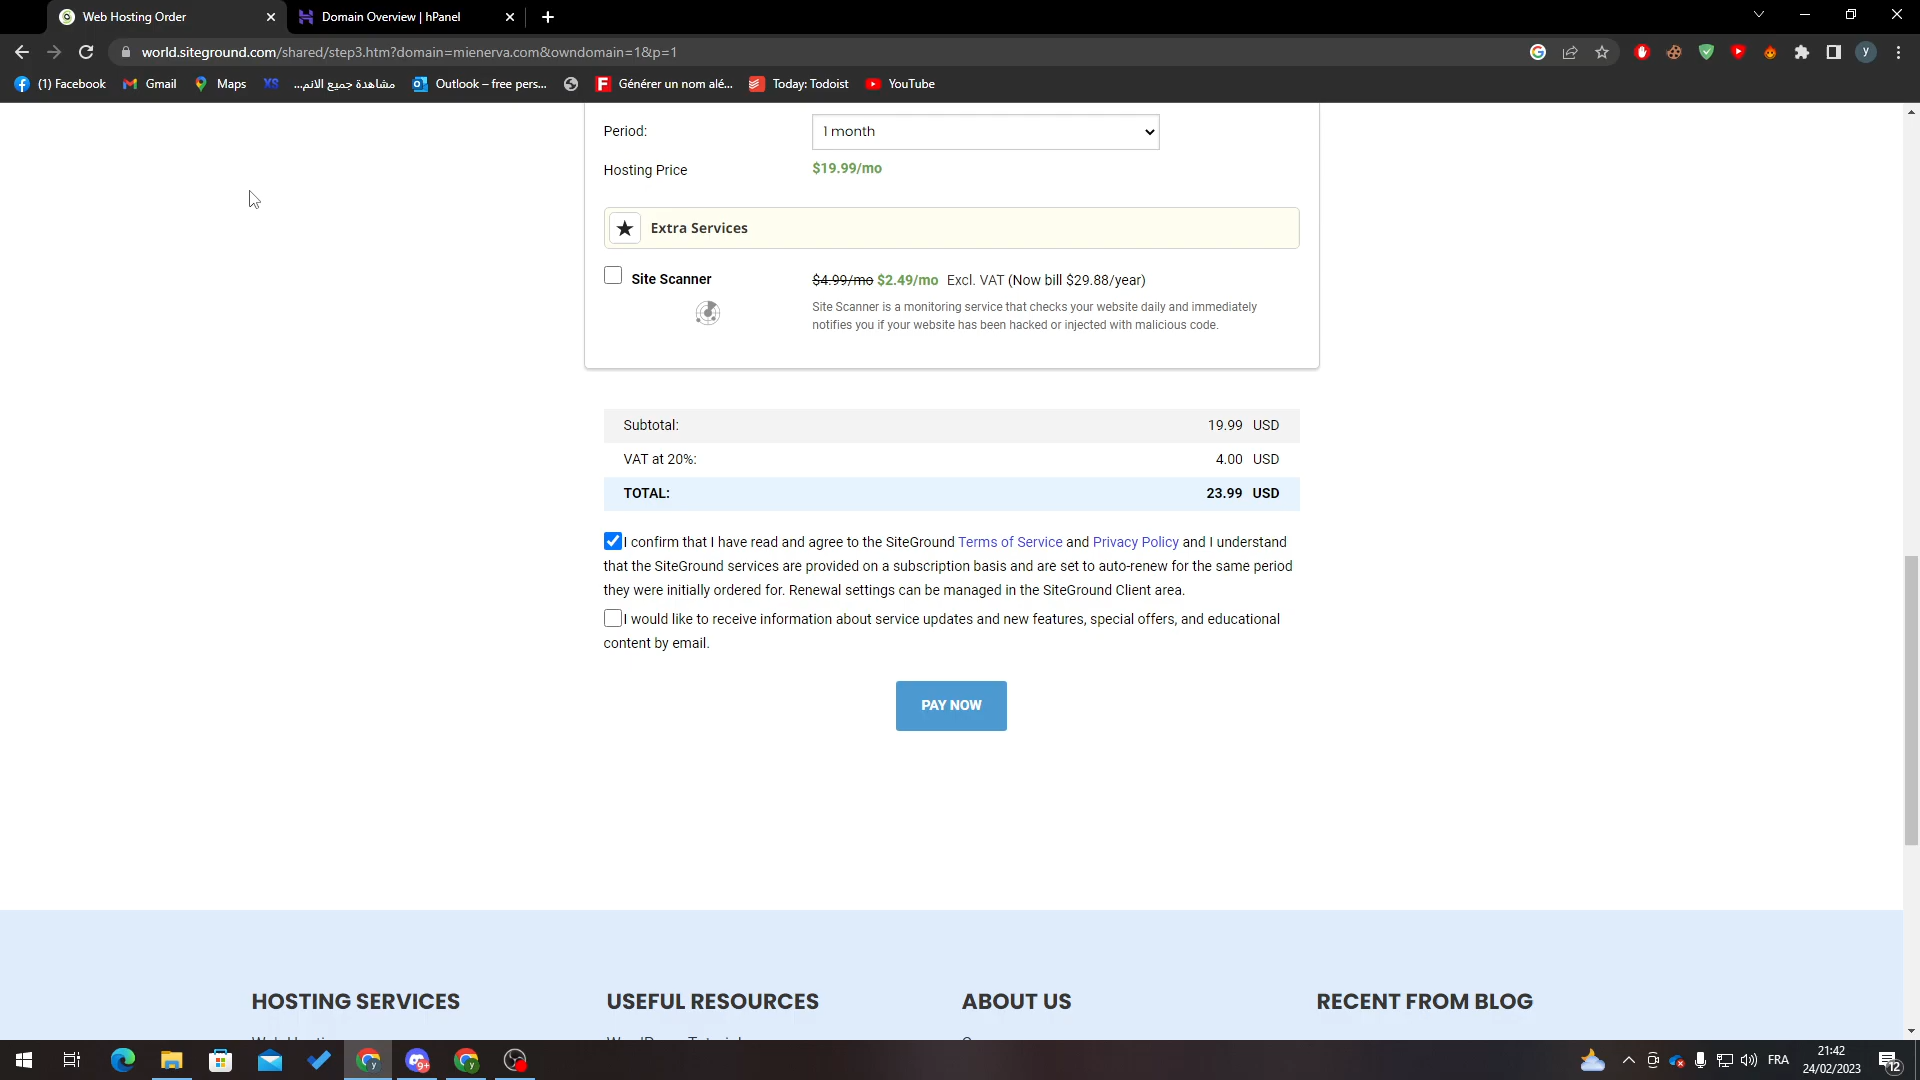 Web Hosting Order
Domain Overview | hPanel
world.siteground.com/shared/step3.htm?domain=mienerva.com&owndomain=1&p=1
y
(1) Facebook
Gmail
Maps
XS
مشاهدة جميع الانم...
Outlook – free pers...
Générer un nom alé...
Today: Todoist
YouTube
Period:
1 month
Hosting Price
$19.99/mo
Extra Services
Site Scanner
$4.99/mo $2.49/mo Excl. VAT (Now bill $29.88/year)
Site Scanner is a monitoring service that checks your website daily and immediately
notifies you if your website has been hacked or injected with malicious code.
Subtotal: 19.99 USD
VAT at 20%: 4.00 USD
TOTAL: 23.99 USD
I confirm that I have read and agree to the SiteGround Terms of Service and Privacy Policy and I understand
that the SiteGround services are provided on a subscription basis and are set to auto-renew for the same period
they were initially ordered for. Renewal settings can be managed in the SiteGround Client area.
I would like to receive information about service updates and new features, special offers, and educational
content by email.
PAY NOW
HOSTING SERVICES
USEFUL RESOURCES
ABOUT US
RECENT FROM BLOG
9+
FRA
21:42
24/02/2023
12